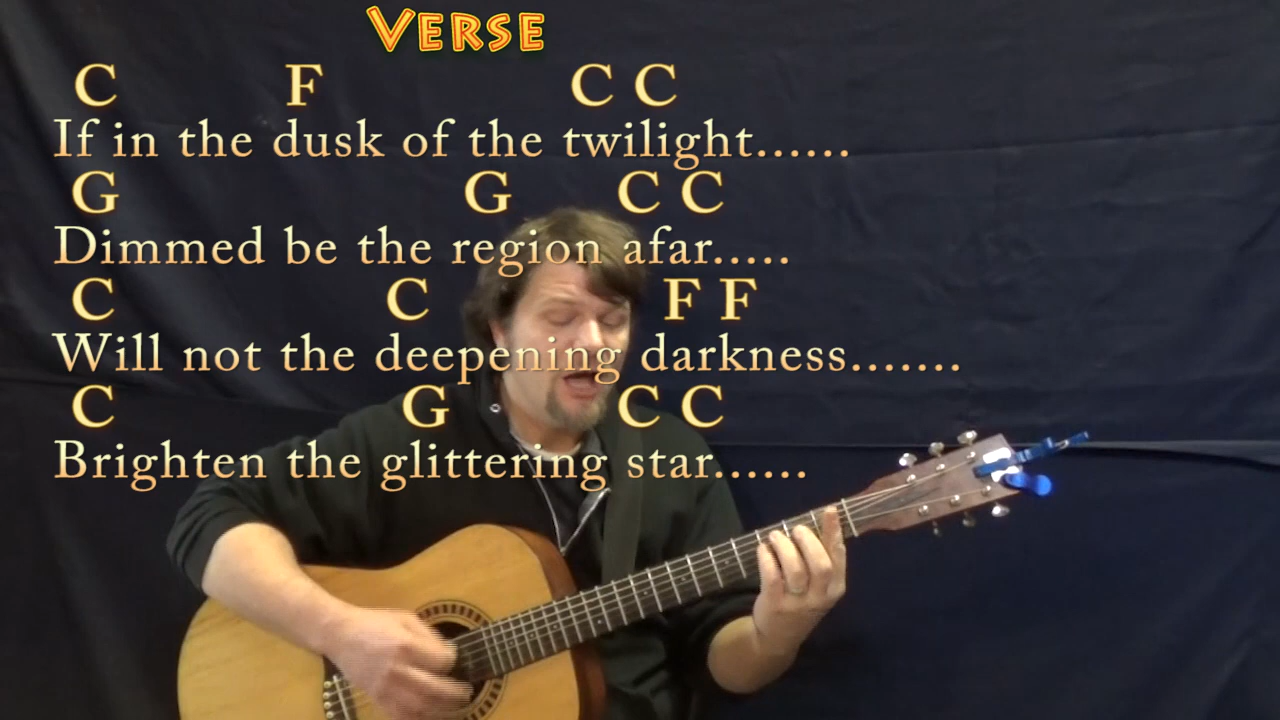 VERSE
C F C C
If in the dusk of the twilight......
G G C C
Dimmed be the region afar.....
C C F F
Will not the deepening darkness.......
C G C C
Brighten the glittering star......